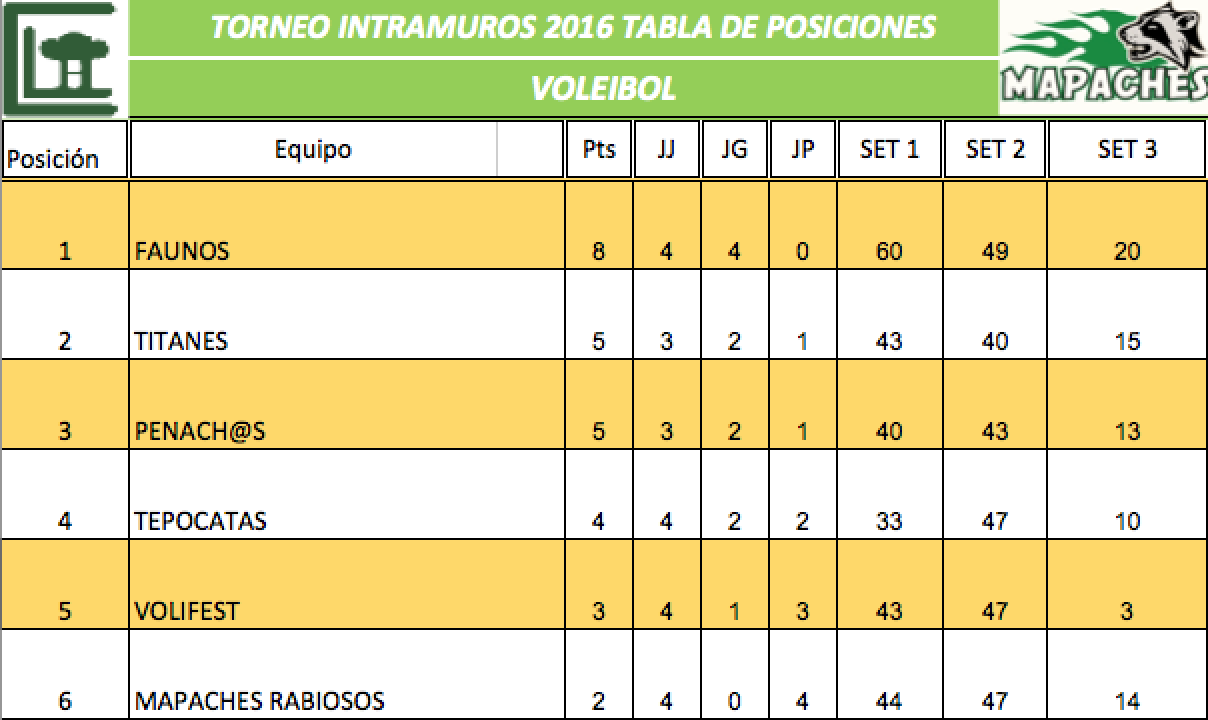 TORNEO INTRAMUROS 2016 TABLA DE POSICIONES
VOLEIBOL
MAPACHES
Posición Equipo Pts JJ JG JP SET 1 SET 2 SET 3
1 FAUNOS 8 4 4 0 60 49 20
2 TITANES 5 3 2 1 43 40 15
3 PENACH@S 5 3 2 1 40 43 13
4 TEPOCATAS 4 4 2 2 33 47 10
5 VOLIFEST 3 4 1 3 43 47 3
6 MAPACHES RABIOSOS 2 4 0 4 44 47 14